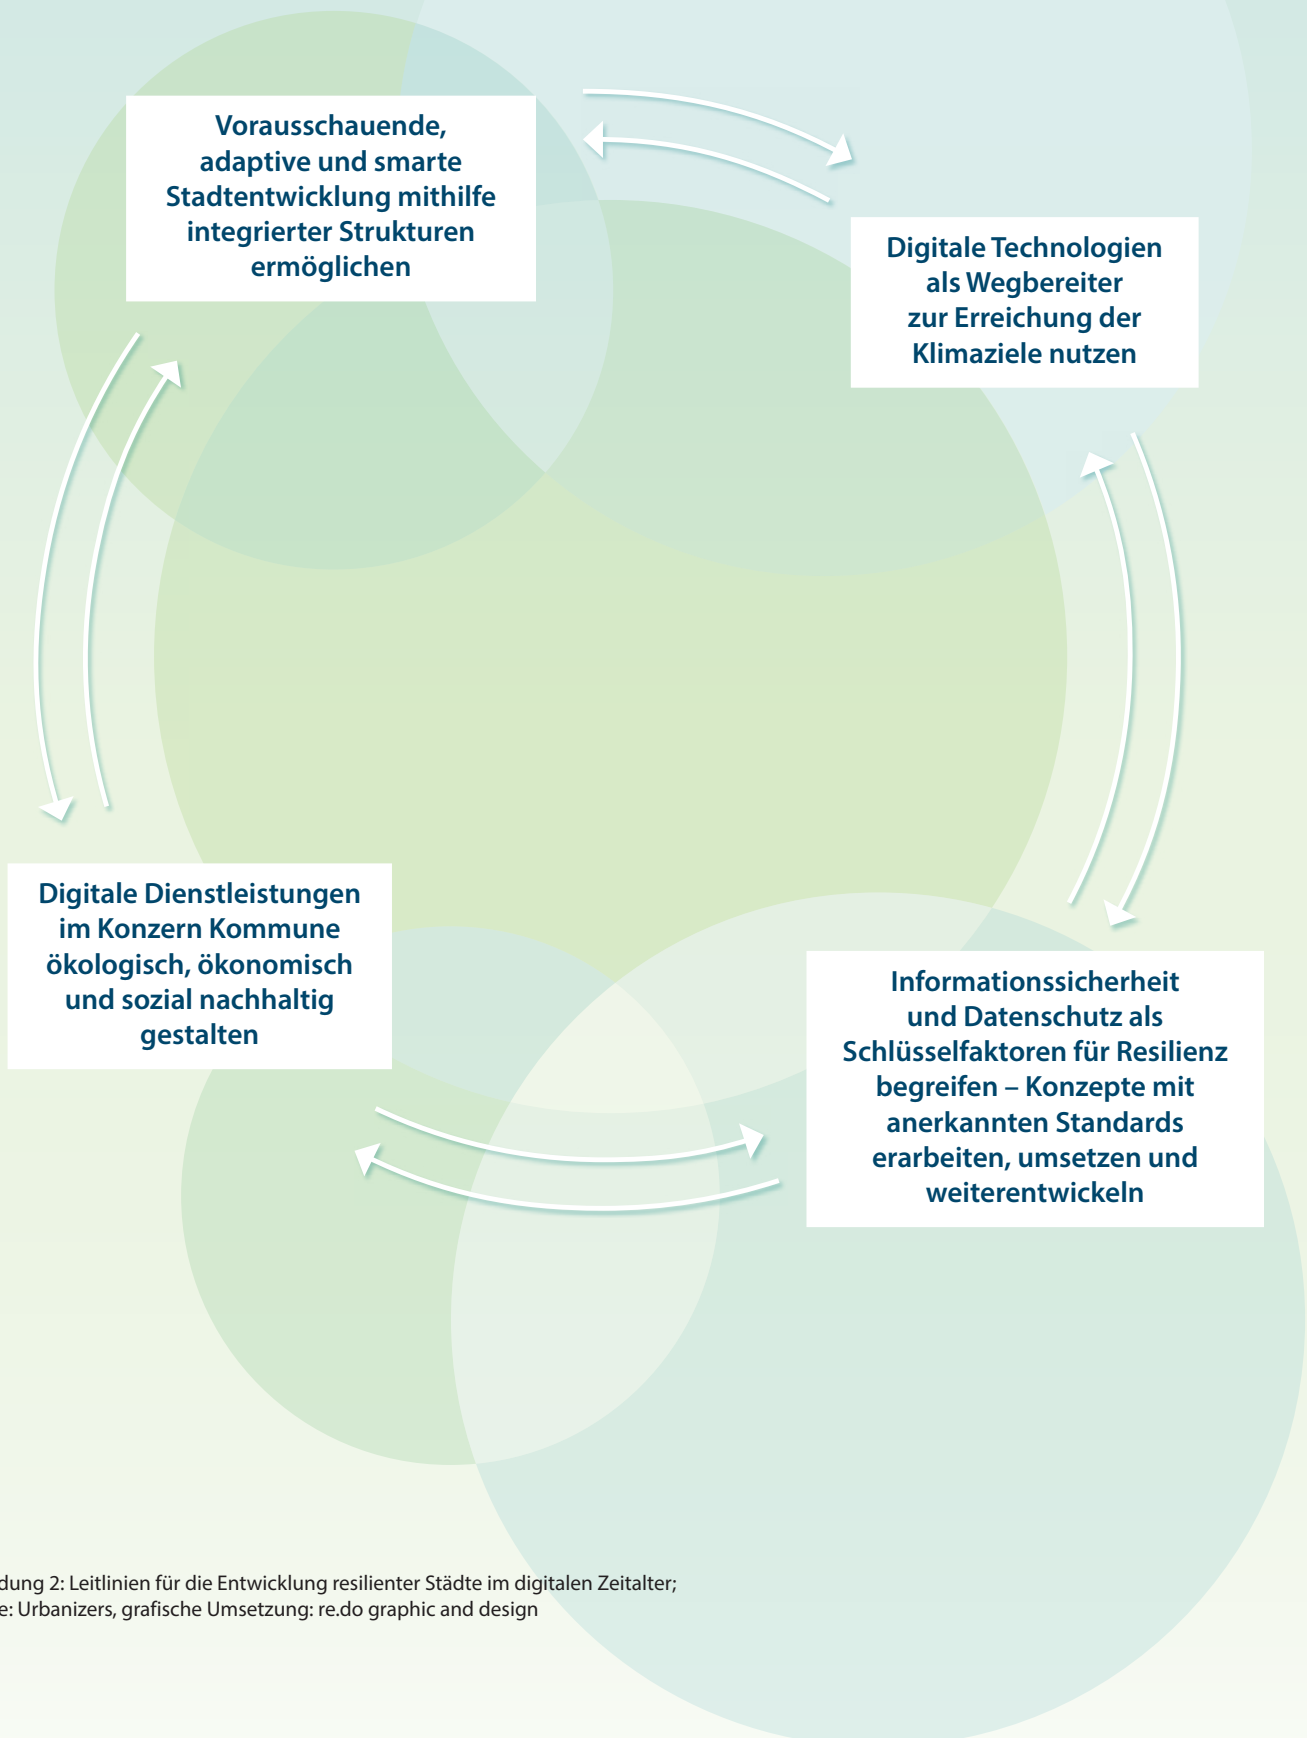 Vorausschauende,
adaptive und smarte
Stadtentwicklung mithilfe
integrierter Strukturen
ermöglichen
Digitale Technologien
als Wegbereiter
zur Erreichung der
Klimaziele nutzen
Digitale Dienstleistungen
im Konzern Kommune
ökologisch, ökonomisch
und sozial nachhaltig
gestalten
Informationssicherheit
und Datenschutz als
Schlüsselfaktoren für Resilienz
begreifen – Konzepte mit
anerkannten Standards
erarbeiten, umsetzen und
weiterentwickeln
dung 2: Leitlinien für die Entwicklung resilienter Städte im digitalen Zeitalter;
e: Urbanizers, grafische Umsetzung: re.do graphic and design